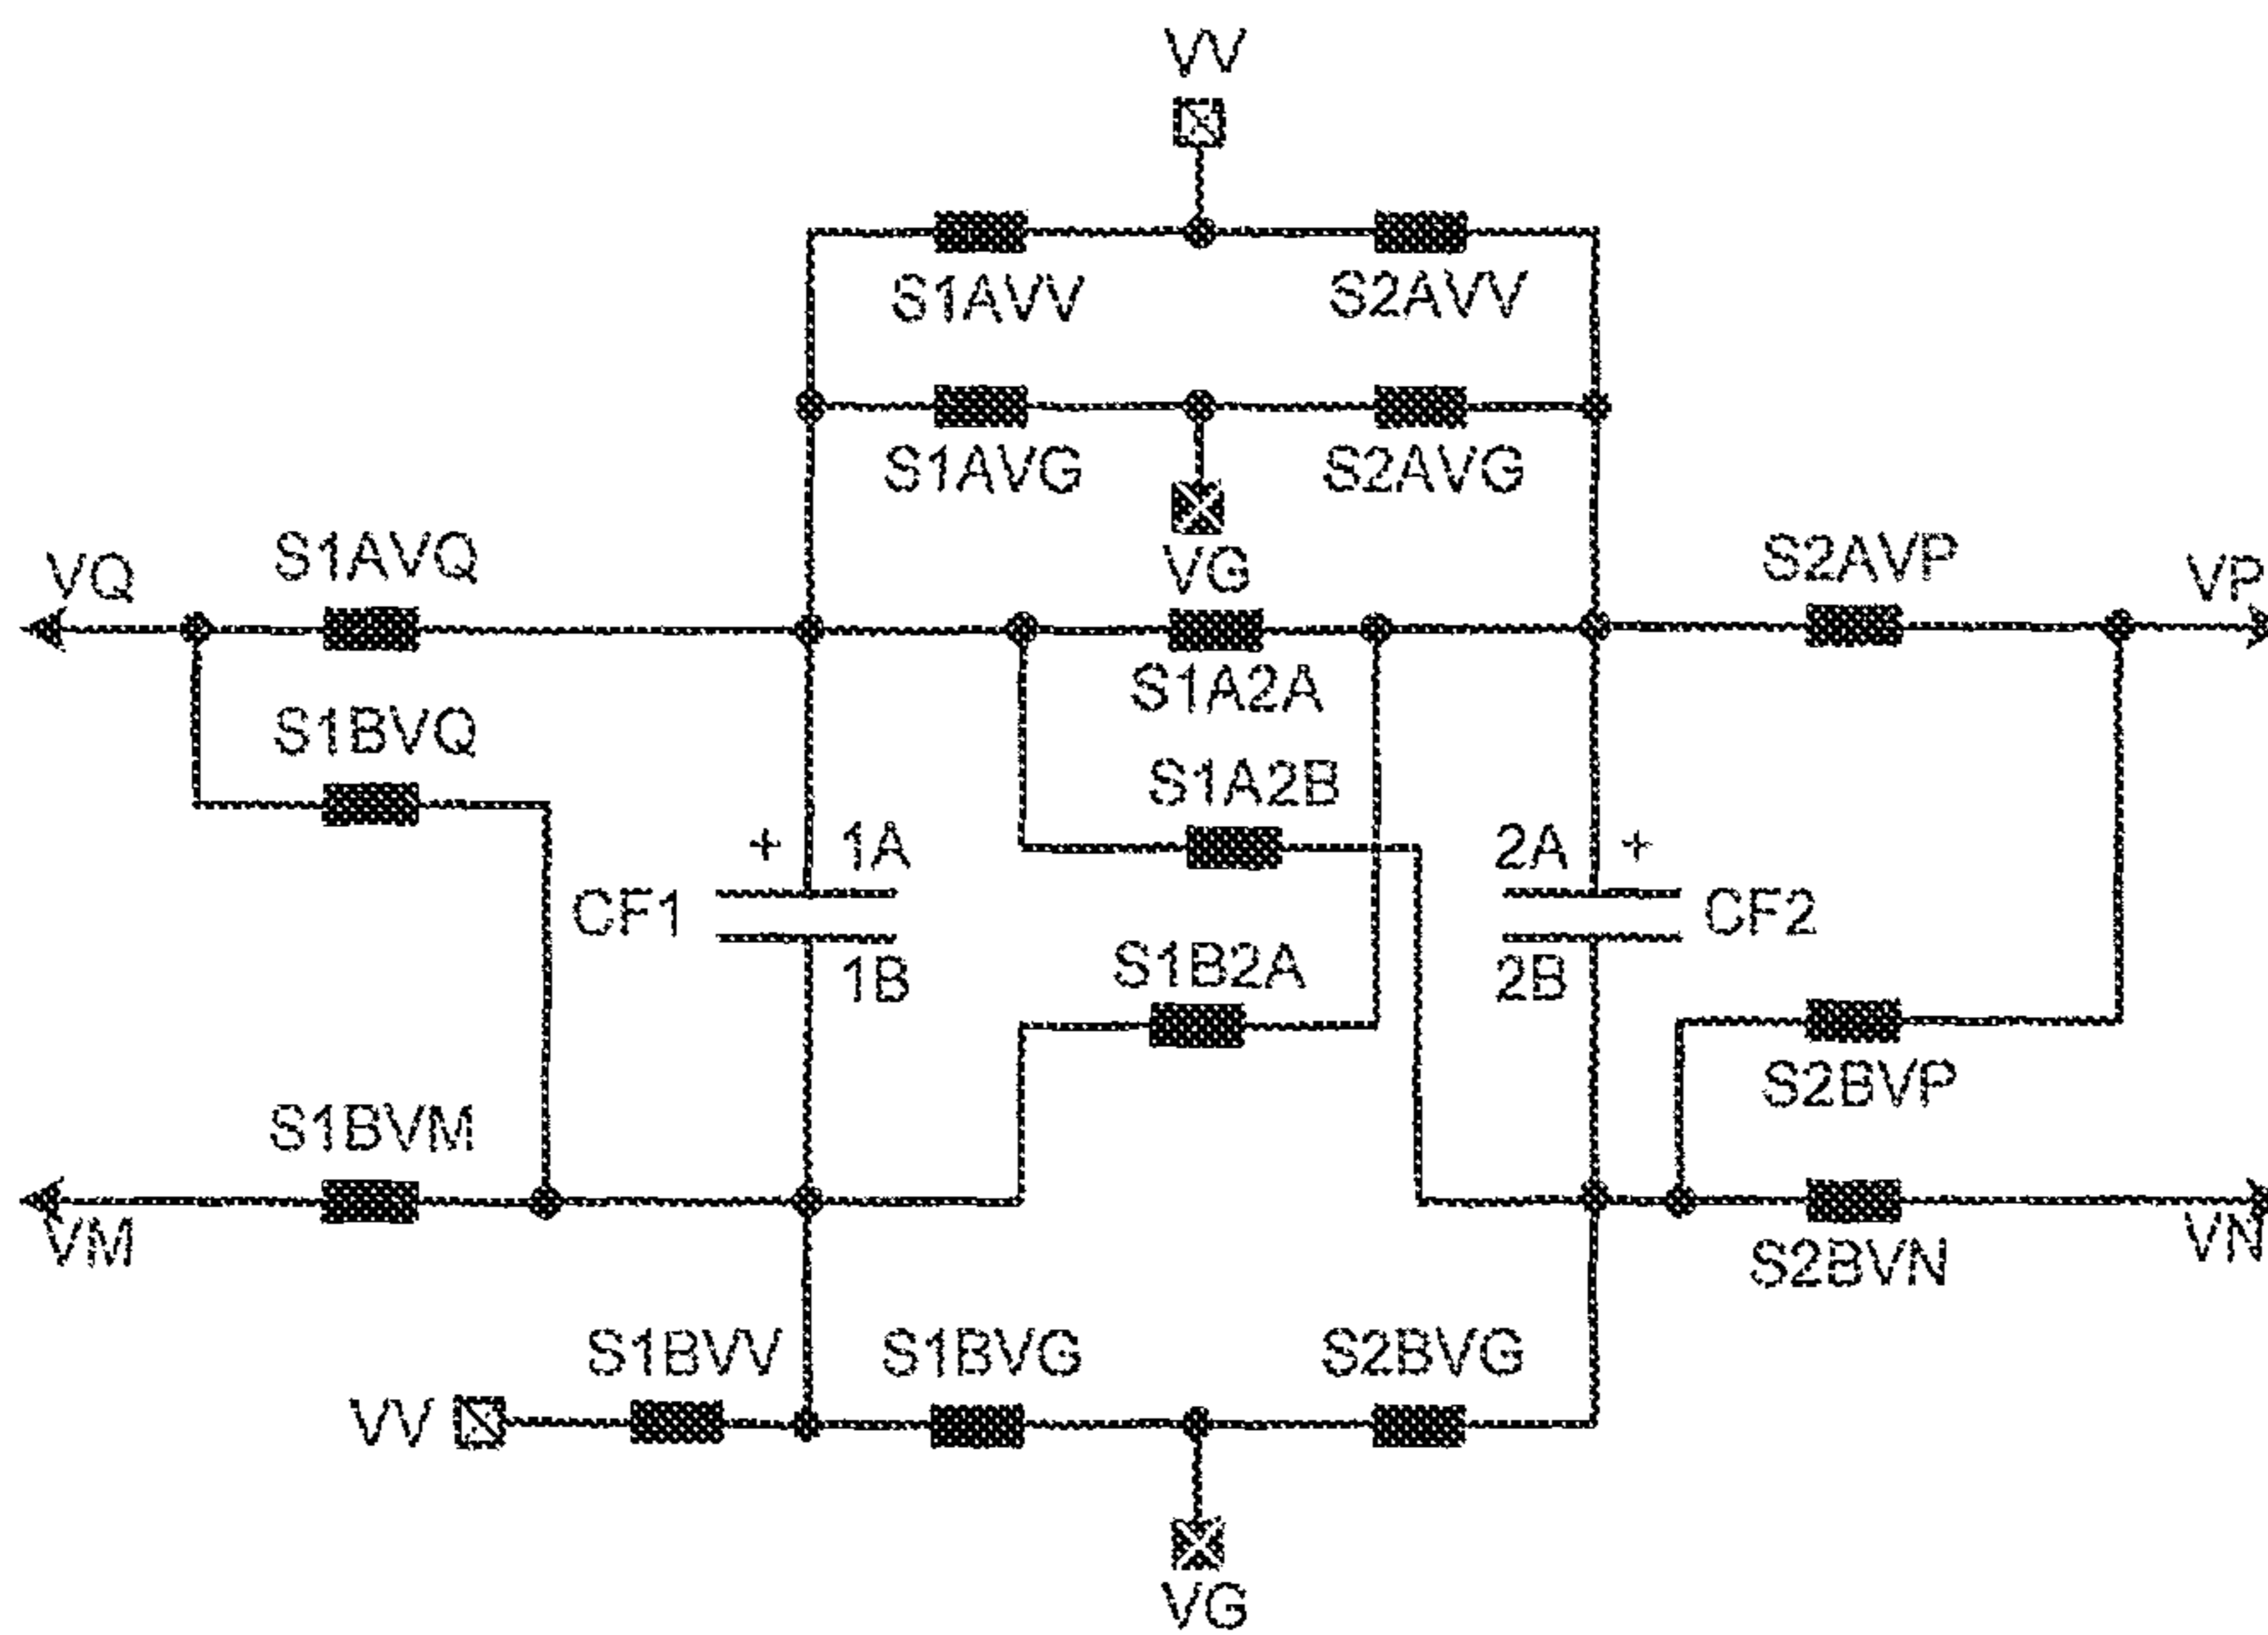 VV
S1AVV
S2AVV
S1AVG
S2AVG
VG
VQ
S1AVQ
S2AVP
VP
S1A2A
S1BVQ
S1A2B
+
1A
2A
+
CF1
CF2
1B
S1B2A
2B
S2BVP
S1BVM
VM
S2BVN
VN
S1BVV
S1BVG
S2BVG
VV
VG